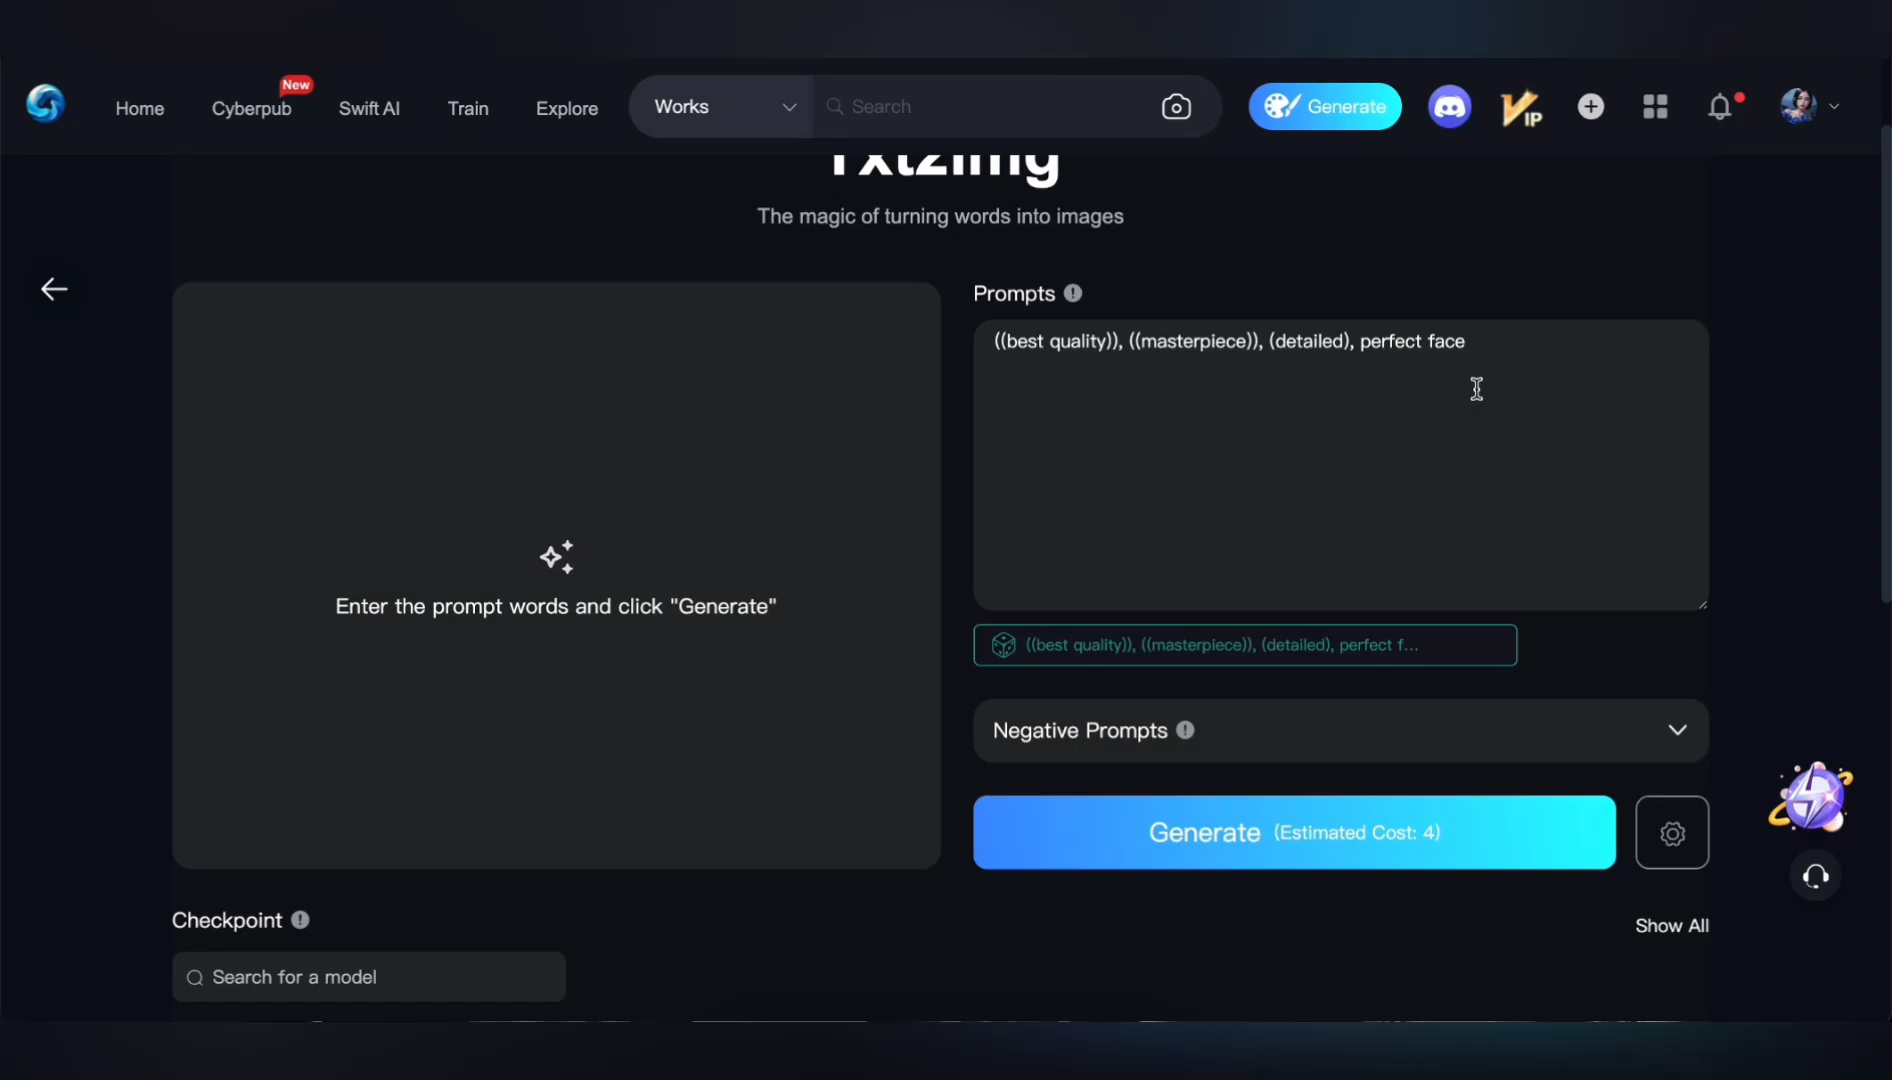 New
Home
Cyberpub
Swift AI
Train
Explore
Works
Search
Generate
VIP
Txt2Img
The magic of turning words into images
Prompts
((best quality)), ((masterpiece)), (detailed), perfect face
Enter the prompt words and click "Generate"
((best quality)), ((masterpiece)), (detailed), perfect f...
Negative Prompts
Generate (Estimated Cost: 4)
Checkpoint
Show All
Search for a model